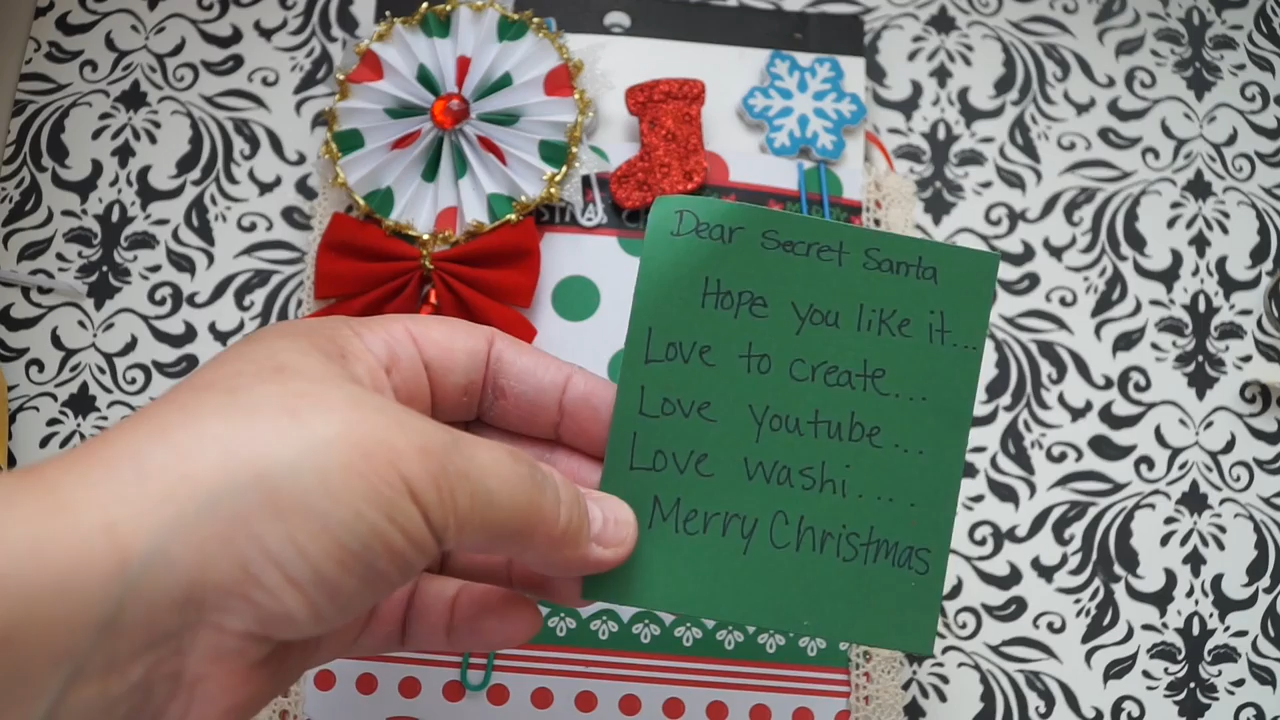 Dear Secret Santa
Hope you like it...
Love to create...
Love youtube...
Love washi.....
Merry Christmas